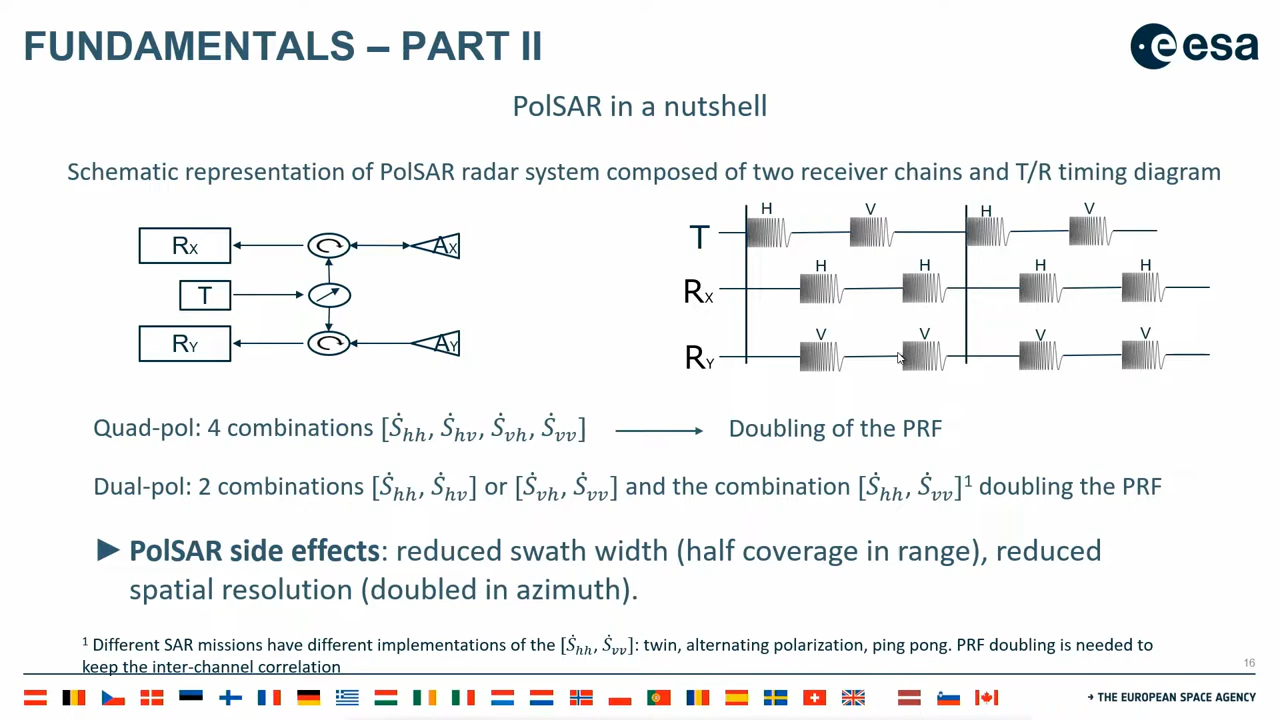 FUNDAMENTALS – PART II
esa
PolSAR in a nutshell
Schematic representation of PolSAR radar system composed of two receiver chains and T/R timing diagram
RX
AX
T
RY
AY
H V H V
T
H H H H
RX
V V V V
RY
Quad-pol: 4 combinations [Ṡhh, Ṡhv, Ṡvh, Ṡvv] → Doubling of the PRF
Dual-pol: 2 combinations [Ṡhh, Ṡhv] or [Ṡvh, Ṡvv] and the combination [Ṡhh, Ṡvv]¹ doubling the PRF
► PolSAR side effects: reduced swath width (half coverage in range), reduced
spatial resolution (doubled in azimuth).
¹ Different SAR missions have different implementations of the [Ṡhh, Ṡvv]: twin, alternating polarization, ping pong. PRF doubling is needed to
keep the inter-channel correlation
16
→ THE EUROPEAN SPACE AGENCY